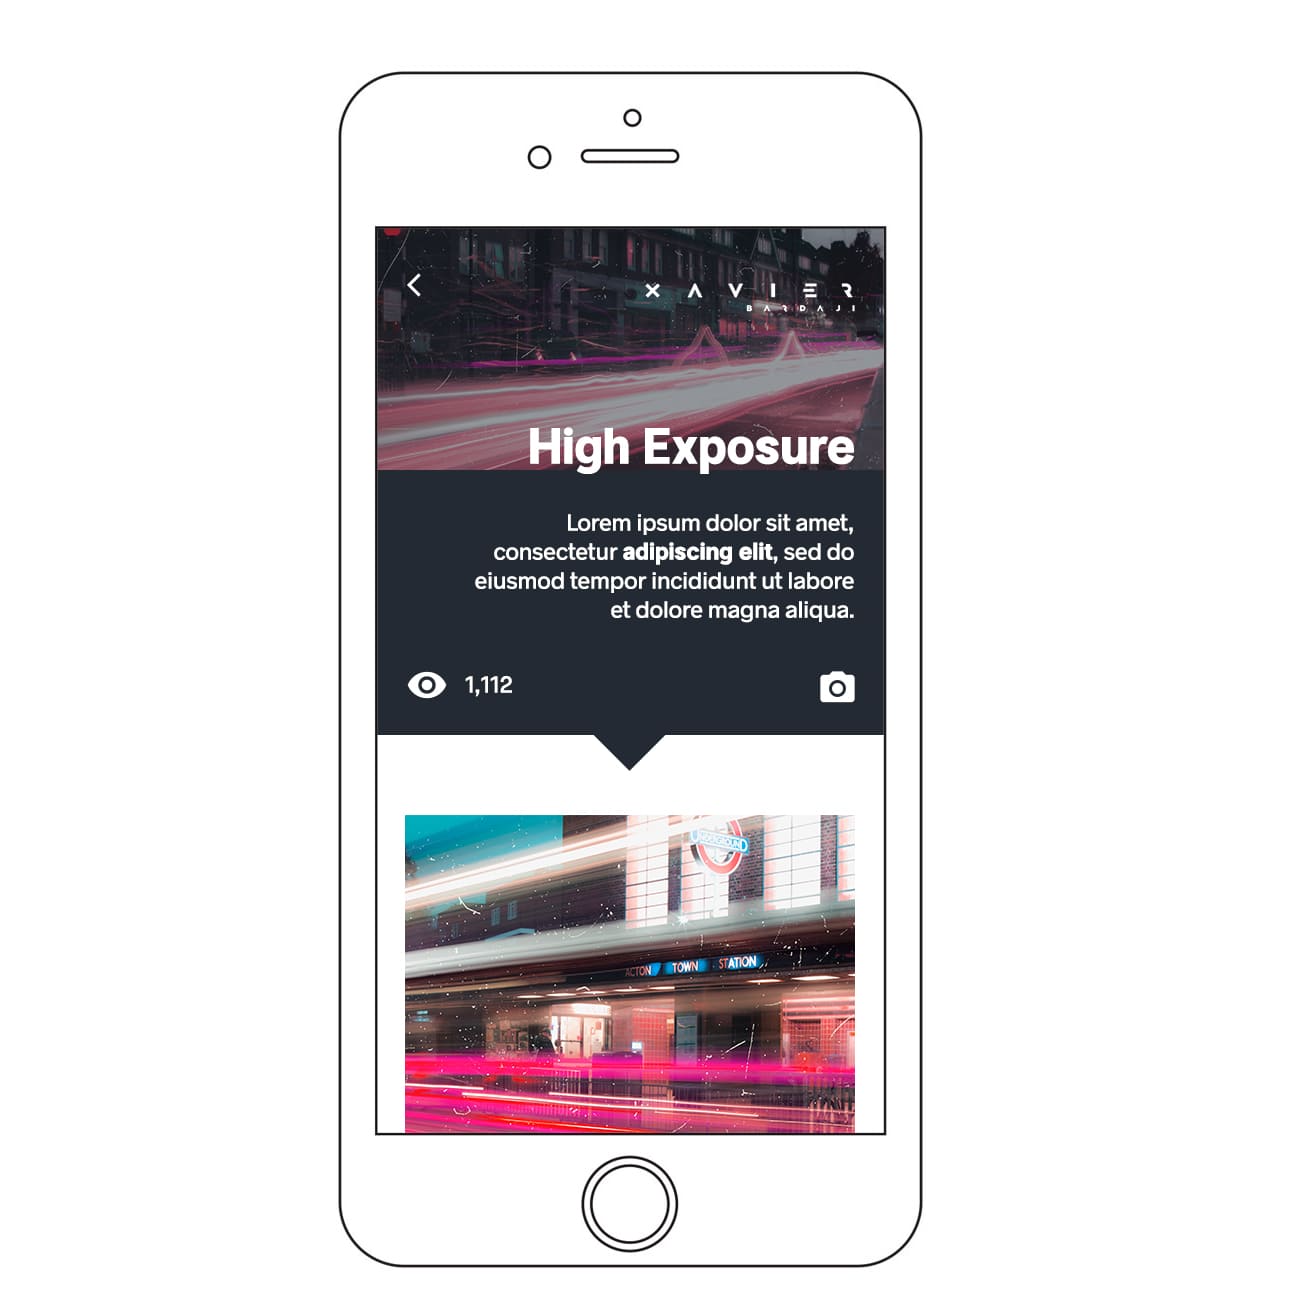 XAVIER
BARDAJI
High Exposure
Lorem ipsum dolor sit amet,
consectetur adipiscing elit, sed do
eiusmod tempor incididunt ut labore
et dolore magna aliqua.
1,112
UNDERGROUND
ACTON TOWN STATION